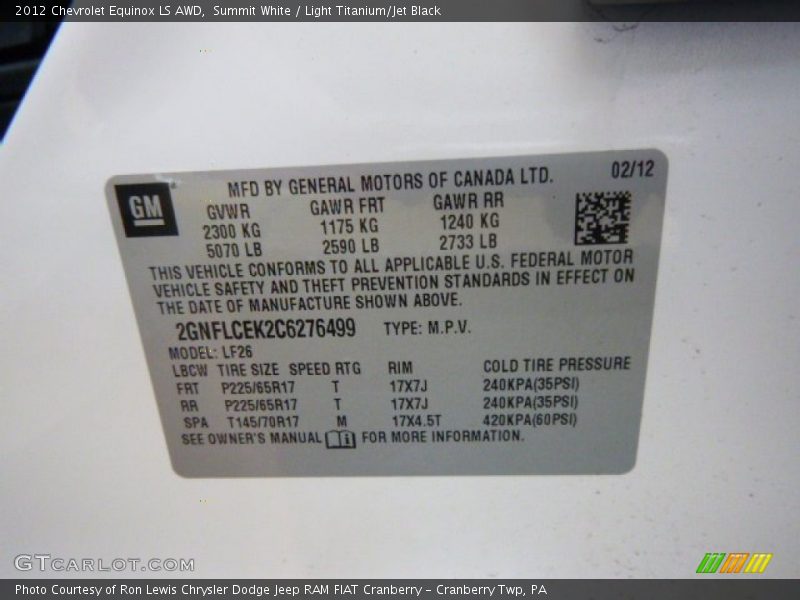 2012 Chevrolet Equinox LS AWD,  Summit White / Light Titanium/Jet Black
02/12
GM
MFD BY GENERAL MOTORS OF CANADA LTD.
GVWR GAWR FRT GAWR RR
2300 KG 1175 KG 1240 KG
5070 LB 2590 LB 2733 LB
THIS VEHICLE CONFORMS TO ALL APPLICABLE U.S. FEDERAL MOTOR
VEHICLE SAFETY AND THEFT PREVENTION STANDARDS IN EFFECT ON
THE DATE OF MANUFACTURE SHOWN ABOVE.
2GNFLCEK2C6276499 TYPE: M.P.V.
MODEL: LF26
LBCW TIRE SIZE SPEED RTG RIM COLD TIRE PRESSURE
FRT P225/65R17 T 17X7J 240KPA(35PSI)
RR P225/65R17 T 17X7J 240KPA(35PSI)
SPA T145/70R17 M 17X4.5T 420KPA(60PSI)
SEE OWNER'S MANUAL FOR MORE INFORMATION.
GTCARLOT.COM
Photo Courtesy of Ron Lewis Chrysler Dodge Jeep RAM FIAT Cranberry – Cranberry Twp, PA